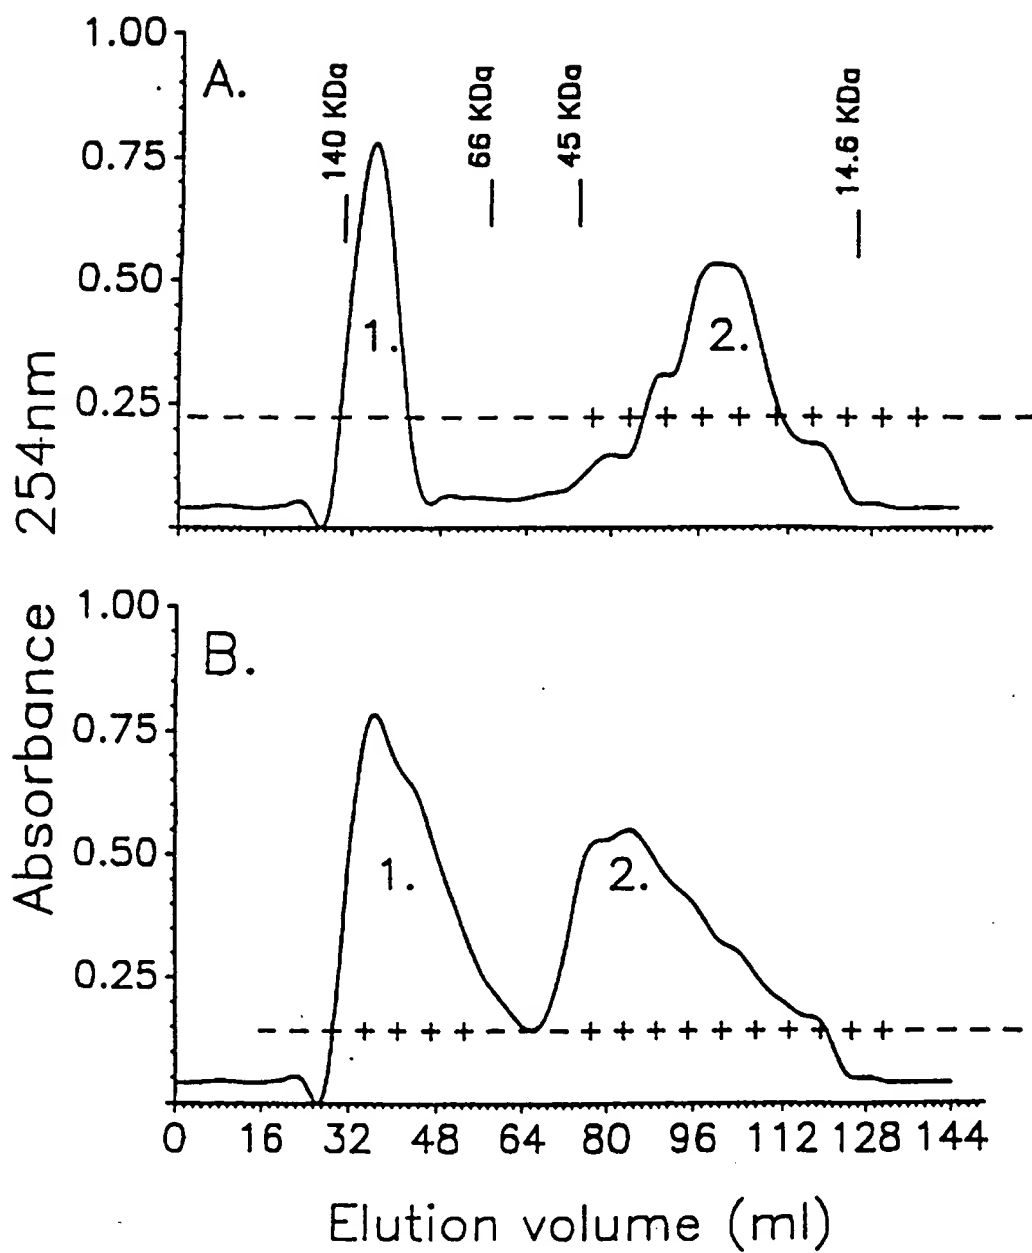 1.00
A.
140 KDa
66 KDa
45 KDa
14.6 KDa
0.75
0.50
1.
2.
0.25
- - - - - - - - - - - + + + + + + + + + + - - - -
Absorbance 254nm
1.00
B.
0.75
0.50
1.
2.
0.25
- - - + + + + - - - + + + + + + + + + + - - - -
0 16 32 48 64 80 96 112 128 144
Elution volume (ml)